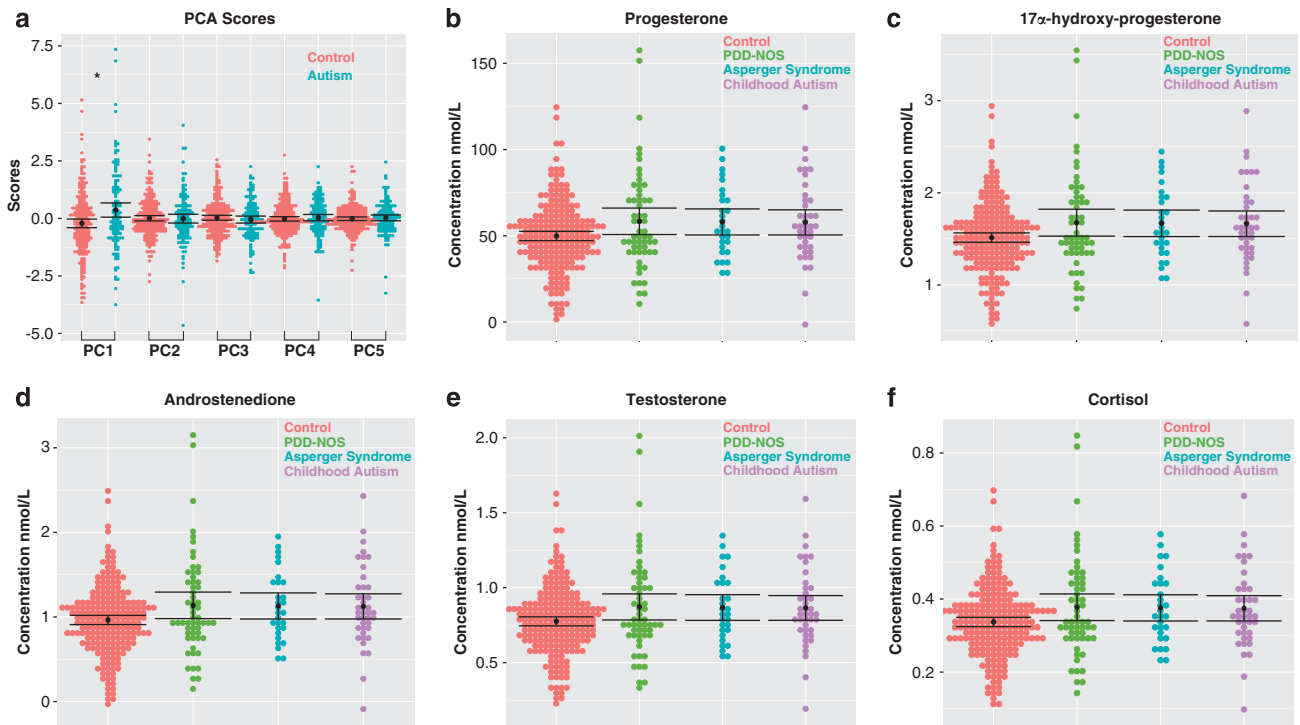 a
PCA Scores
Scores
7.5
5.0
2.5
0.0
-2.5
-5.0
*
Control
Autism
PC1
PC2
PC3
PC4
PC5
b
Progesterone
Concentration nmol/L
150
100
50
0
Control
PDD-NOS
Asperger Syndrome
Childhood Autism
c
17α-hydroxy-progesterone
Concentration nmol/L
3
2
1
Control
PDD-NOS
Asperger Syndrome
Childhood Autism
d
Androstenedione
Concentration nmol/L
3
2
1
0
Control
PDD-NOS
Asperger Syndrome
Childhood Autism
e
Testosterone
Concentration nmol/L
2.0
1.5
1.0
0.5
Control
PDD-NOS
Asperger Syndrome
Childhood Autism
f
Cortisol
Concentration nmol/L
0.8
0.6
0.4
0.2
Control
PDD-NOS
Asperger Syndrome
Childhood Autism